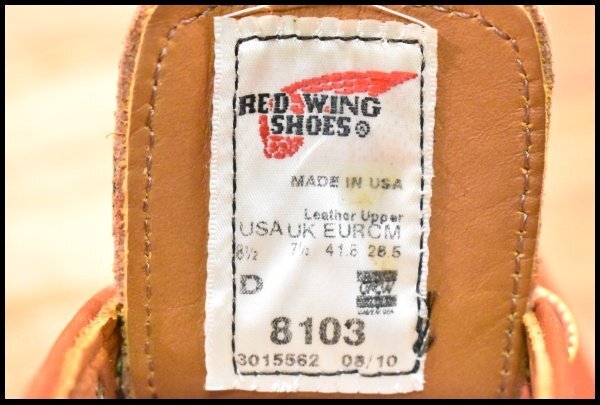 RED WING
SHOES®
MADE IN USA
Leather Upper
USA UK EUR CM
8½ 7½ 41.5 26.5
D
8103
3015562 08/10